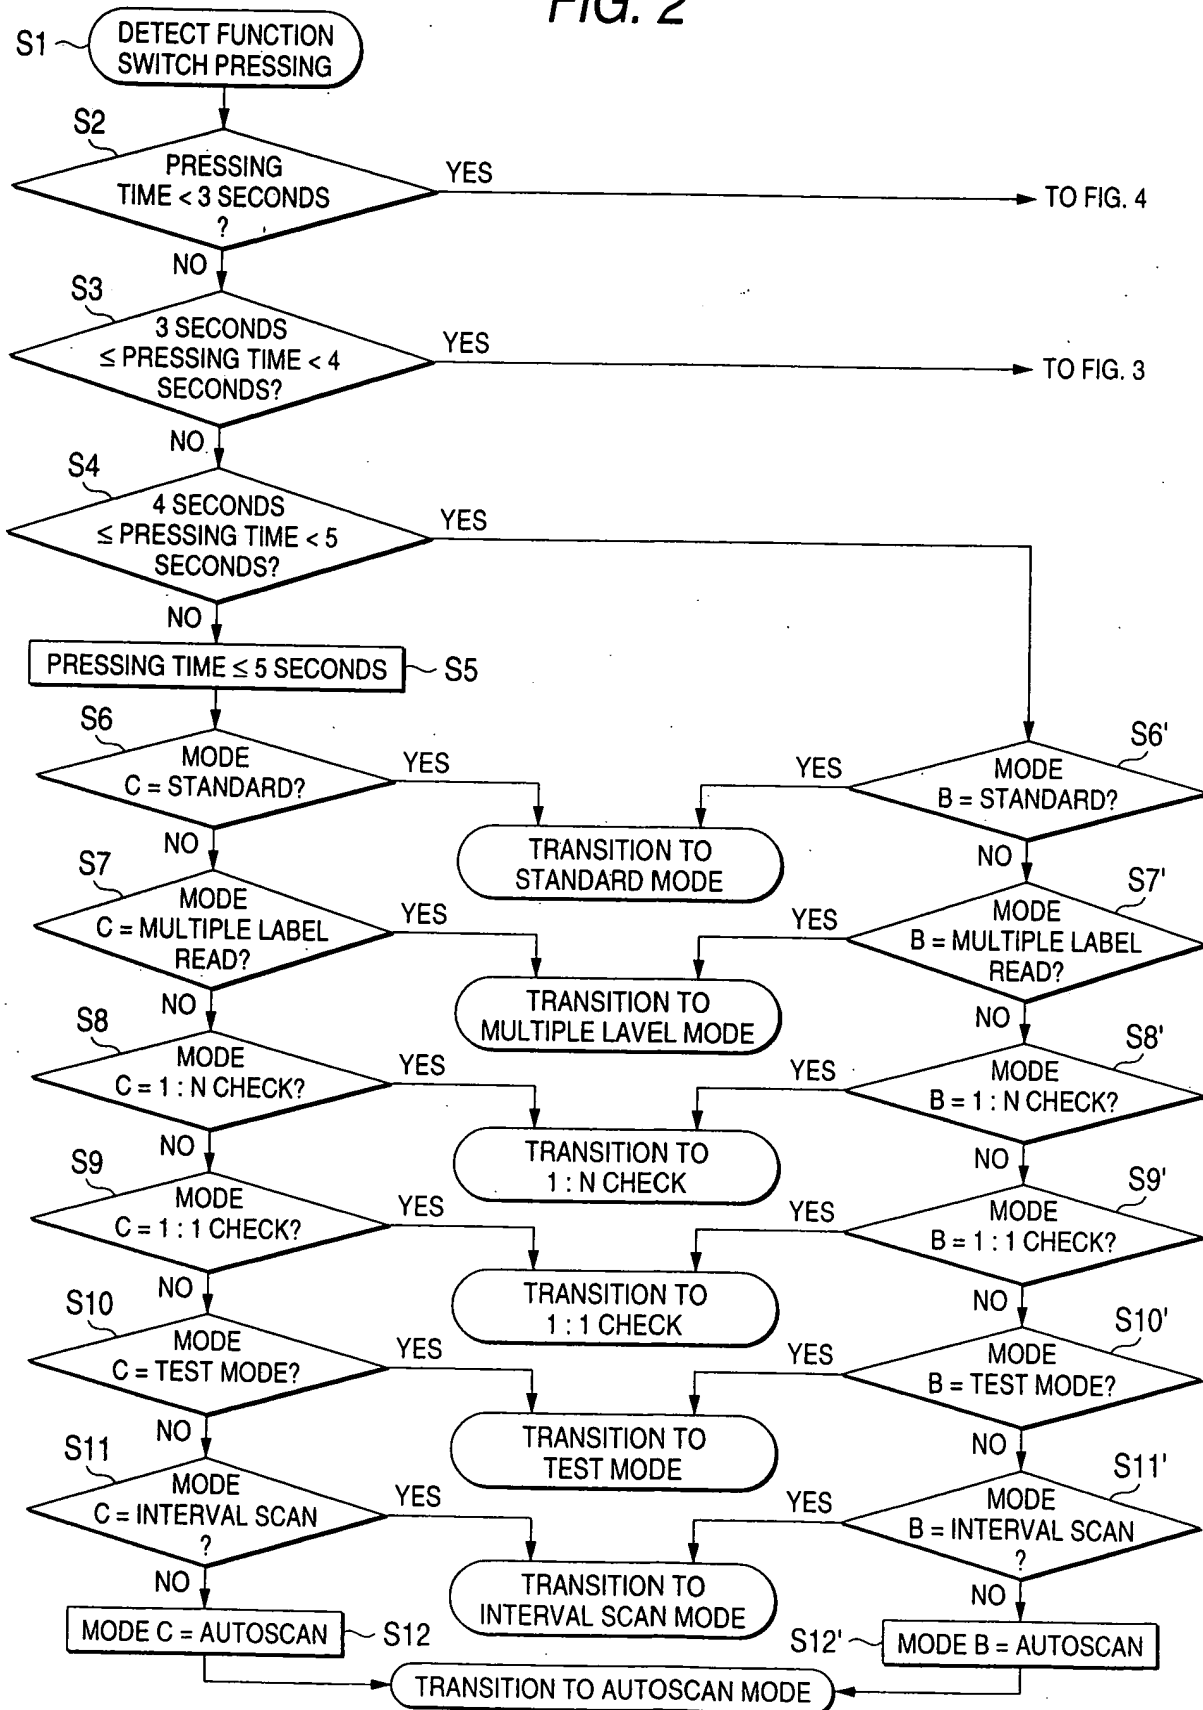 FIG. 2
S1
DETECT FUNCTION
SWITCH PRESSING
S2
PRESSING
TIME < 3 SECONDS
?
YES
TO FIG. 4
NO
S3
3 SECONDS
≤ PRESSING TIME < 4
SECONDS?
YES
TO FIG. 3
NO
S4
4 SECONDS
≤ PRESSING TIME < 5
SECONDS?
YES
NO
PRESSING TIME ≤ 5 SECONDS
S5
S6
MODE
C = STANDARD?
YES
NO
TRANSITION TO
STANDARD MODE
S6'
MODE
B = STANDARD?
YES
NO
S7
MODE
C = MULTIPLE LABEL
READ?
YES
NO
TRANSITION TO
MULTIPLE LAVEL MODE
S7'
MODE
B = MULTIPLE LABEL
READ?
YES
NO
S8
MODE
C = 1 : N CHECK?
YES
NO
TRANSITION TO
1 : N CHECK
S8'
MODE
B = 1 : N CHECK?
YES
NO
S9
MODE
C = 1 : 1 CHECK?
YES
NO
TRANSITION TO
1 : 1 CHECK
S9'
MODE
B = 1 : 1 CHECK?
YES
NO
S10
MODE
C = TEST MODE?
YES
NO
TRANSITION TO
TEST MODE
S10'
MODE
B = TEST MODE?
YES
NO
S11
MODE
C = INTERVAL SCAN
?
YES
NO
TRANSITION TO
INTERVAL SCAN MODE
S11'
MODE
B = INTERVAL SCAN
?
YES
NO
MODE C = AUTOSCAN
S12
S12'
MODE B = AUTOSCAN
TRANSITION TO AUTOSCAN MODE